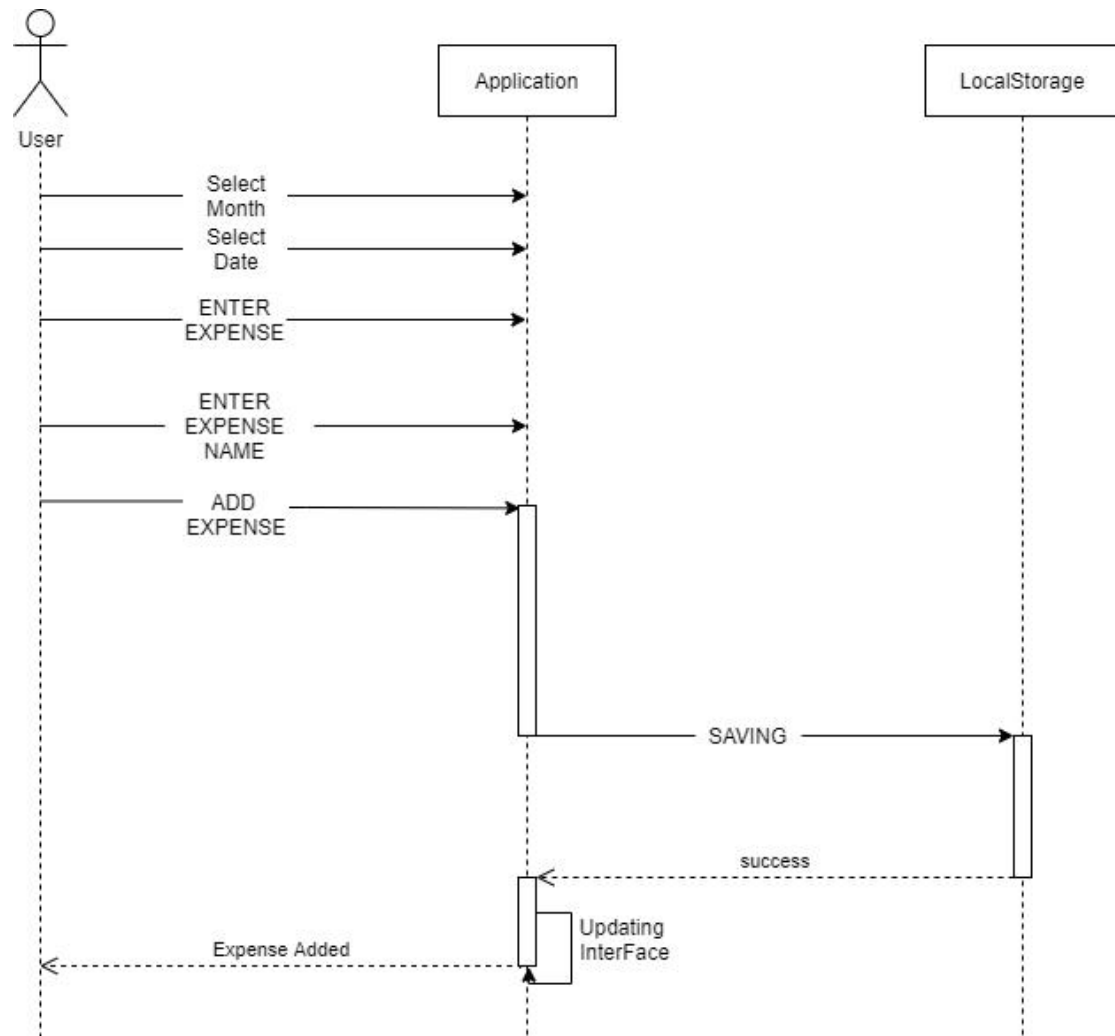 User
Application
LocalStorage
Select
Month
Select
Date
ENTER
EXPENSE
ENTER
EXPENSE
NAME
ADD
EXPENSE
SAVING
success
Updating
InterFace
Expense Added